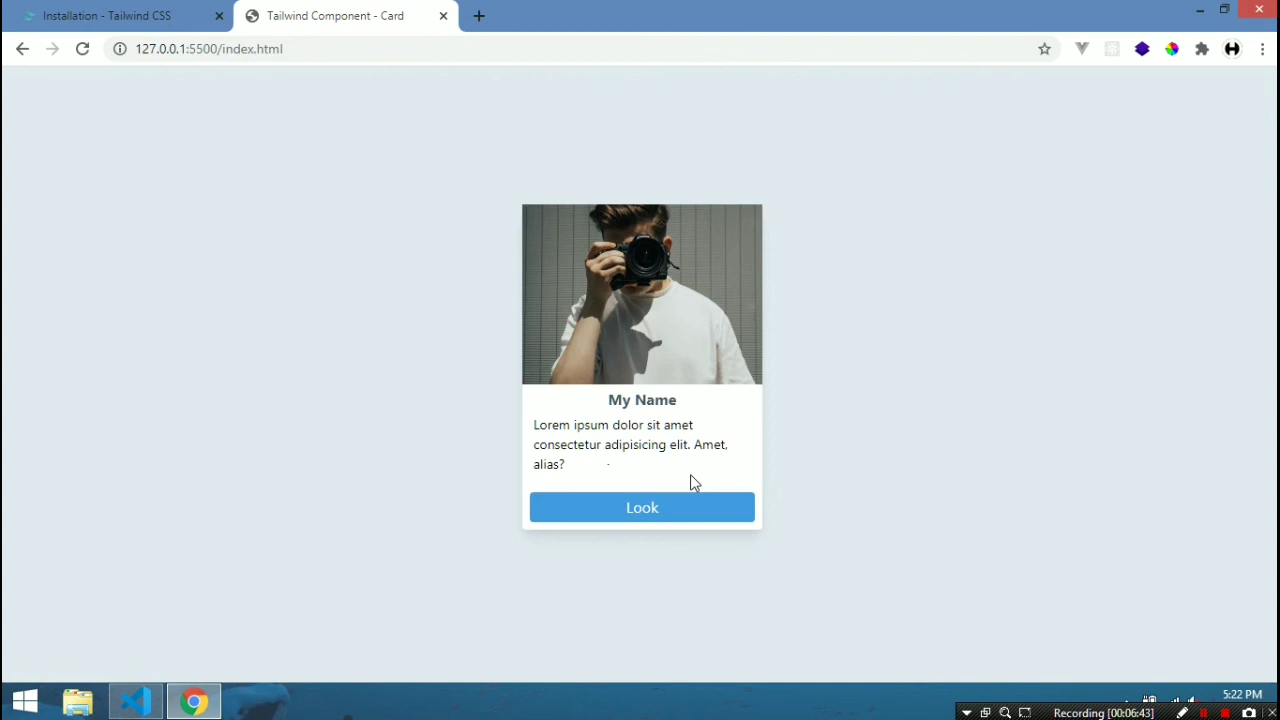 Installation - Tailwind CSS
Tailwind Component - Card
127.0.0.1:5500/index.html
My Name
Lorem ipsum dolor sit amet
consectetur adipisicing elit. Amet,
alias?
Look
5:22 PM
Recording [00:06:43]